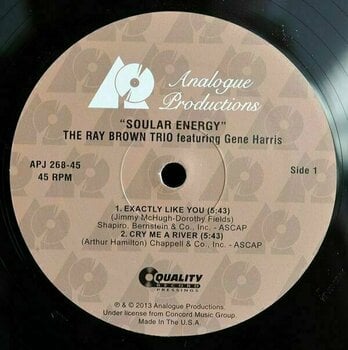 Analogue
Productions
"SOULAR ENERGY"
THE RAY BROWN TRIO featuring Gene Harris
APJ 268-45
45 RPM
Side 1
1. EXACTLY LIKE YOU (5:43)
(Jimmy McHugh-Dorothy Fields)
Shapiro. Bernstein & Co., Inc. - ASCAP
2. CRY ME A RIVER (5:43)
(Arthur Hamilton) Chappell & Co., Inc. - ASCAP
QUALITY
RECORD
PRESSINGS
℗ & © 2013 Analogue Productions.
Under license from Concord Music Group.
Made In The U.S.A.